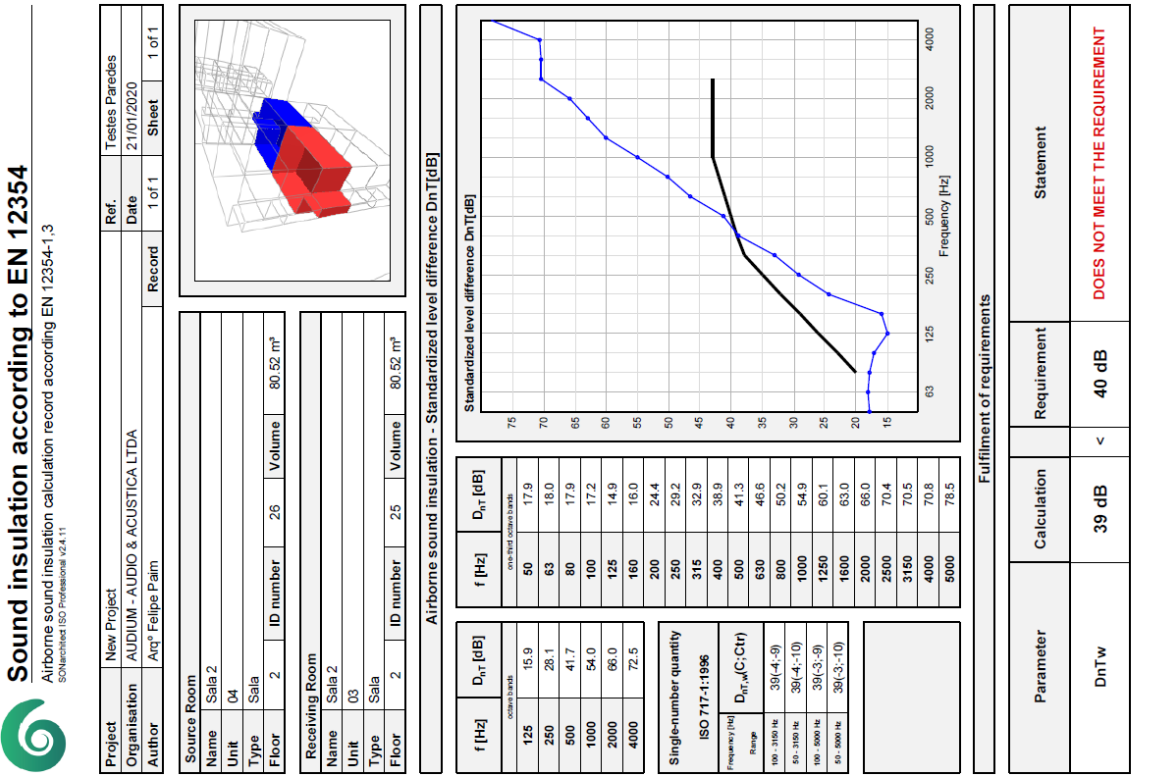 Sound insulation according to EN 12354
Airborne sound insulation calculation record according EN 12354-1,3
SONarchitect ISO Professional v2.4.11
Project New Project Ref. Testes Paredes
Organisation AUDIUM - AUDIO & ACUSTICA LTDA Date 21/01/2020
Author Arqº Felipe Paim Record 1 of 1 Sheet 1 of 1
Source Room
Name Sala 2
Unit 04
Type Sala
Floor 2 ID number 26 Volume 80.52 m³
Receiving Room
Name Sala 2
Unit 03
Type Sala
Floor 2 ID number 25 Volume 80.52 m³
Airborne sound insulation - Standardized level difference DnT[dB]
f [Hz] DnT [dB]
octave bands
125 15.9
250 28.1
500 41.7
1000 54.0
2000 66.0
4000 72.5
Single-number quantity
ISO 717-1:1996
Frequency [Hz] Range DnT,w(C;Ctr)
100 - 3150 Hz 39(-4;-9)
50 - 3150 Hz 39(-4;-10)
100 - 5000 Hz 39(-3;-9)
50 - 5000 Hz 39(-3;-10)
f [Hz] DnT [dB]
one-third octave bands
50 17.9
63 18.0
80 17.9
100 17.2
125 14.9
160 16.0
200 24.4
250 29.2
315 32.9
400 38.9
500 41.3
630 46.6
800 50.2
1000 54.9
1250 60.1
1600 63.0
2000 66.0
2500 70.4
3150 70.5
4000 70.8
5000 78.5
Standardized level difference DnT[dB]
75
70
65
60
55
50
45
40
35
30
25
20
15
63 125 250 500 1000 2000 4000
Frequency [Hz]
Fulfilment of requirements
Parameter Calculation Requirement Statement
DnTw 39 dB < 40 dB DOES NOT MEET THE REQUIREMENT